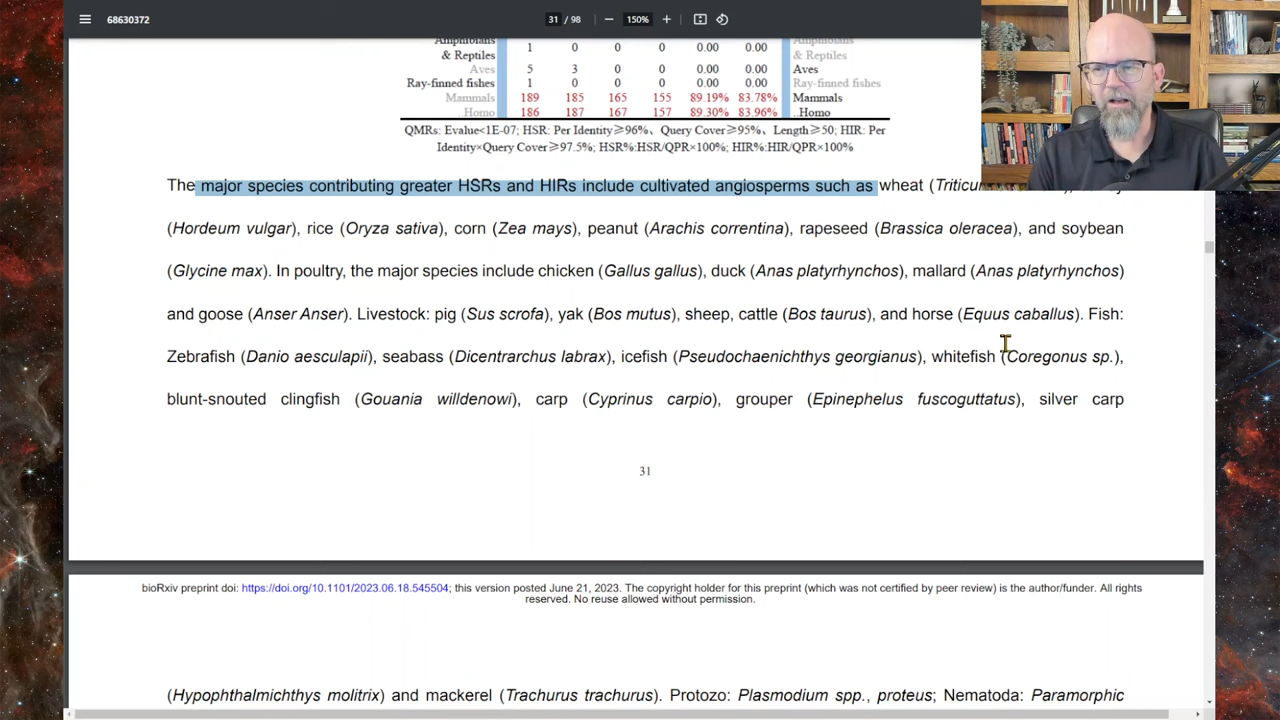 68630372
31 / 98
150%
Amphibians 1 0 0 0 0.00 0.00 Amphibians
& Reptiles & Reptiles
Aves 5 3 0 0 0.00 0.00 Aves
Ray-finned fishes 1 0 0 0 0.00 0.00 Ray-finned fishes
Mammals 189 185 165 155 89.19% 83.78% Mammals
..Homo 186 187 167 157 89.30% 83.96% ..Homo
QMRs: Evalue<1E-07; HSR: Per Identity≥96%、Query Cover≥95%、Length≥50; HIR: Per
Identity×Query Cover≥97.5%; HSR%:HSR/QPR×100%; HIR%:HIR/QPR×100%
The major species contributing greater HSRs and HIRs include cultivated angiosperms such as wheat
(Hordeum vulgar), rice (Oryza sativa), corn (Zea mays), peanut (Arachis correntina), rapeseed (Brassica oleracea), and soybean
(Glycine max). In poultry, the major species include chicken (Gallus gallus), duck (Anas platyrhynchos), mallard (Anas platyrhynchos)
and goose (Anser Anser). Livestock: pig (Sus scrofa), yak (Bos mutus), sheep, cattle (Bos taurus), and horse (Equus caballus). Fish:
Zebrafish (Danio aesculapii), seabass (Dicentrarchus labrax), icefish (Pseudochaenichthys georgianus), whitefish (Coregonus sp.),
blunt-snouted clingfish (Gouania willdenowi), carp (Cyprinus carpio), grouper (Epinephelus fuscoguttatus), silver carp
31
bioRxiv preprint doi: https://doi.org/10.1101/2023.06.18.545504; this version posted June 21, 2023. The copyright holder for this preprint (which was not certified by peer review) is the author/funder. All rights
reserved. No reuse allowed without permission.
(Hypophthalmichthys molitrix) and mackerel (Trachurus trachurus). Protozo: Plasmodium spp., proteus; Nematoda: Paramorphic